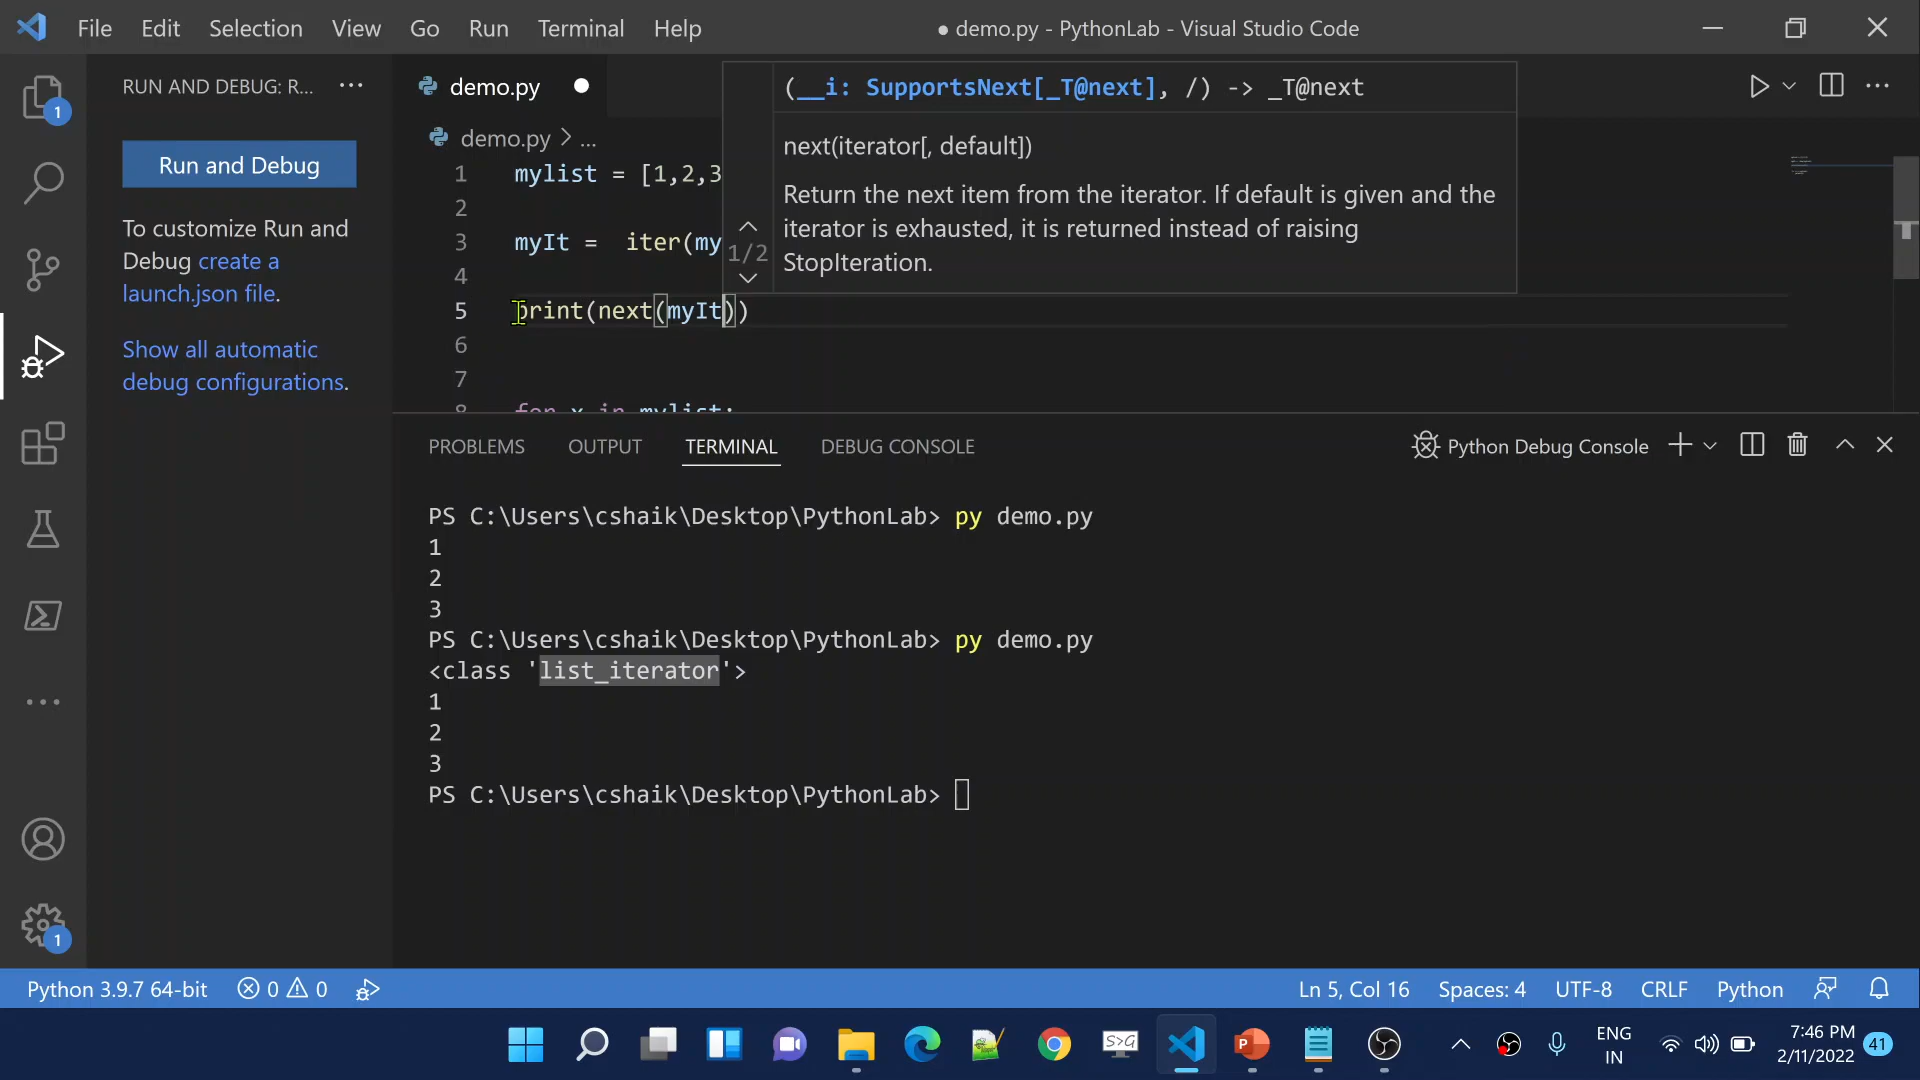 File Edit Selection View Go Run Terminal Help
● demo.py - PythonLab - Visual Studio Code
RUN AND DEBUG: R... ...
Run and Debug
To customize Run and
Debug create a
launch.json file.
Show all automatic
debug configurations.
demo.py
demo.py > ...
1 mylist = [1,2,3
2
3 myIt = iter(my
4
5 print(next(myIt))
6
7
8 for x in mylist:
(__i: SupportsNext[_T@next], /) -> _T@next
next(iterator[, default])
Return the next item from the iterator. If default is given and the
iterator is exhausted, it is returned instead of raising
StopIteration.
1/2
PROBLEMS OUTPUT TERMINAL DEBUG CONSOLE
Python Debug Console
PS C:\Users\cshaik\Desktop\PythonLab> py demo.py
1
2
3
PS C:\Users\cshaik\Desktop\PythonLab> py demo.py
<class 'list_iterator'>
1
2
3
PS C:\Users\cshaik\Desktop\PythonLab>
1
1
Python 3.9.7 64-bit 0 0
Ln 5, Col 16 Spaces: 4 UTF-8 CRLF Python
S>G
ENG
IN
7:46 PM
2/11/2022
41